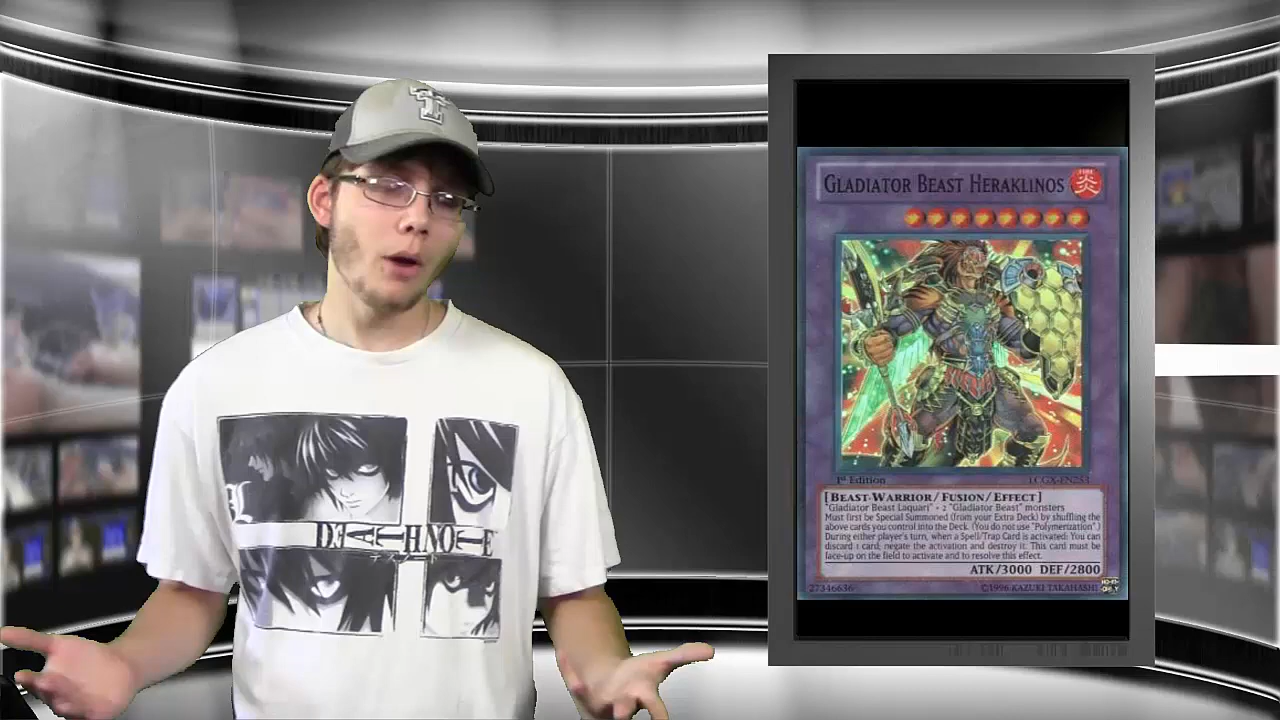 T
DEATH NOTE
L
GLADIATOR BEAST HERAKLINOS
FIRE
炎
1st Edition
LCGX-EN253
[BEAST-WARRIOR/FUSION/EFFECT]
"Gladiator Beast Laquari" + 2 "Gladiator Beast" monsters
Must first be Special Summoned (from your Extra Deck) by shuffling the
above cards you control into the Deck. (You do not use "Polymerization".)
During either player's turn, when a Spell/Trap Card is activated: You can
discard 1 card; negate the activation and destroy it. This card must be
face-up on the field to activate and to resolve this effect.
ATK/3000 DEF/2800
27346636
©1996 KAZUKI TAKAHASHI